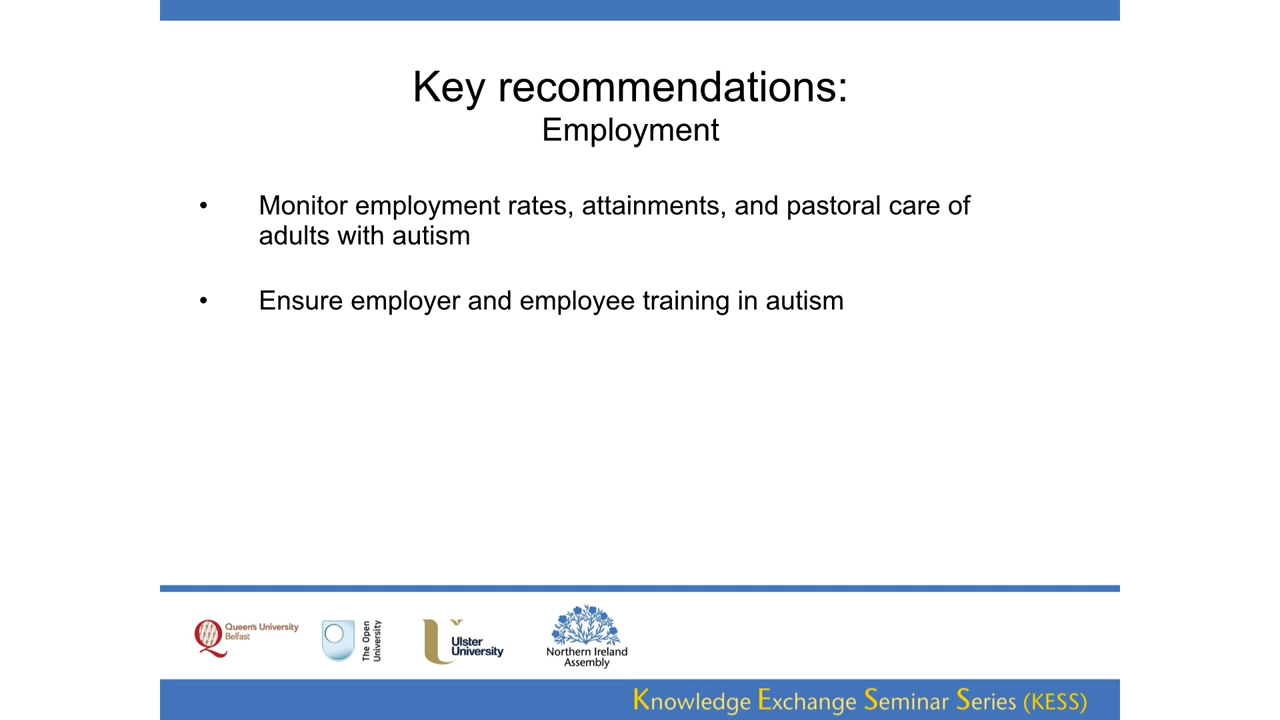 Key recommendations:
Employment
• Monitor employment rates, attainments, and pastoral care of
adults with autism
• Ensure employer and employee training in autism
Queen's University
Belfast
The Open
University
Ulster
University
Northern Ireland
Assembly
Knowledge Exchange Seminar Series (KESS)